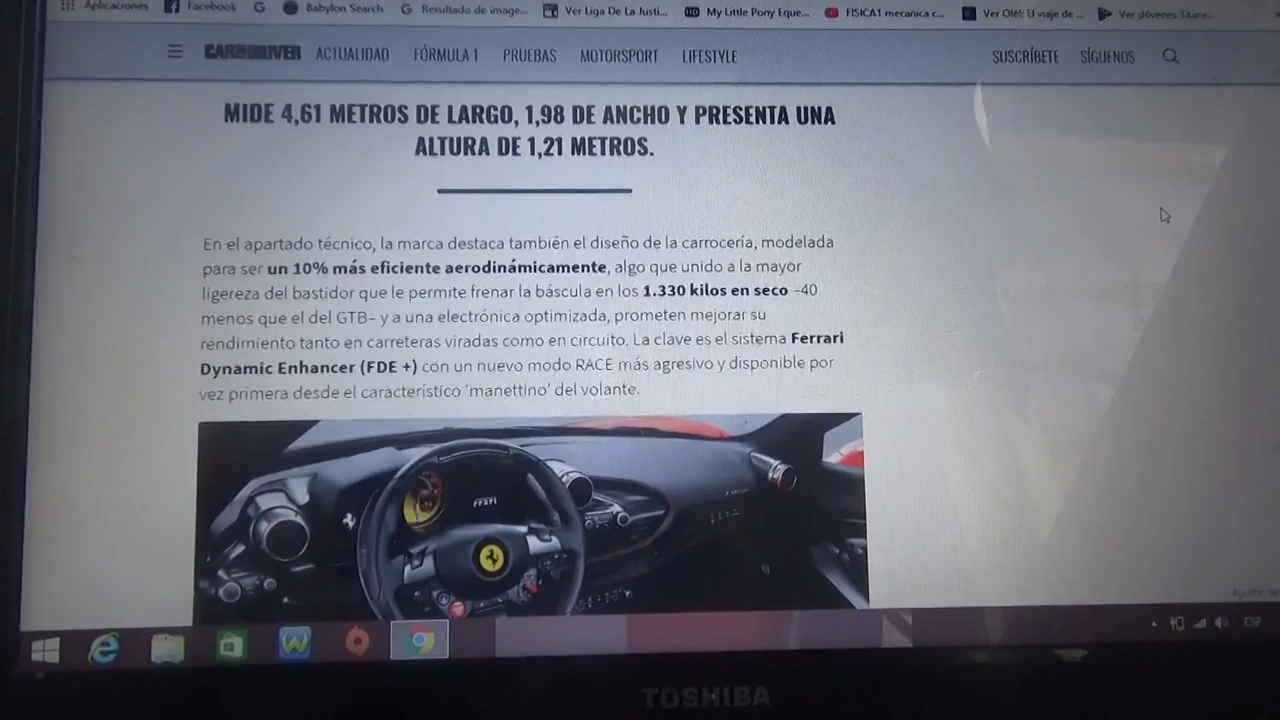 Aplicaciones Facebook Babylon Search Resultado de image... Ver Liga De La Justi... My Little Pony Eque... FISICA1 mecanica c... Ver Olé!: El viaje de ... Ver ¡Jóvenes Titane...
CAR AND DRIVER ACTUALIDAD FÓRMULA 1 PRUEBAS MOTORSPORT LIFESTYLE SUSCRÍBETE SÍGUENOS
MIDE 4,61 METROS DE LARGO, 1,98 DE ANCHO Y PRESENTA UNA
ALTURA DE 1,21 METROS.
En el apartado técnico, la marca destaca también el diseño de la carrocería, modelada
para ser un 10% más eficiente aerodinámicamente, algo que unido a la mayor
ligereza del bastidor que le permite frenar la báscula en los 1.330 kilos en seco –40
menos que el del GTB– y a una electrónica optimizada, prometen mejorar su
rendimiento tanto en carreteras viradas como en circuito. La clave es el sistema Ferrari
Dynamic Enhancer (FDE +) con un nuevo modo RACE más agresivo y disponible por
vez primera desde el característico ‘manettino’ del volante.
Ferrari
ESP
TOSHIBA